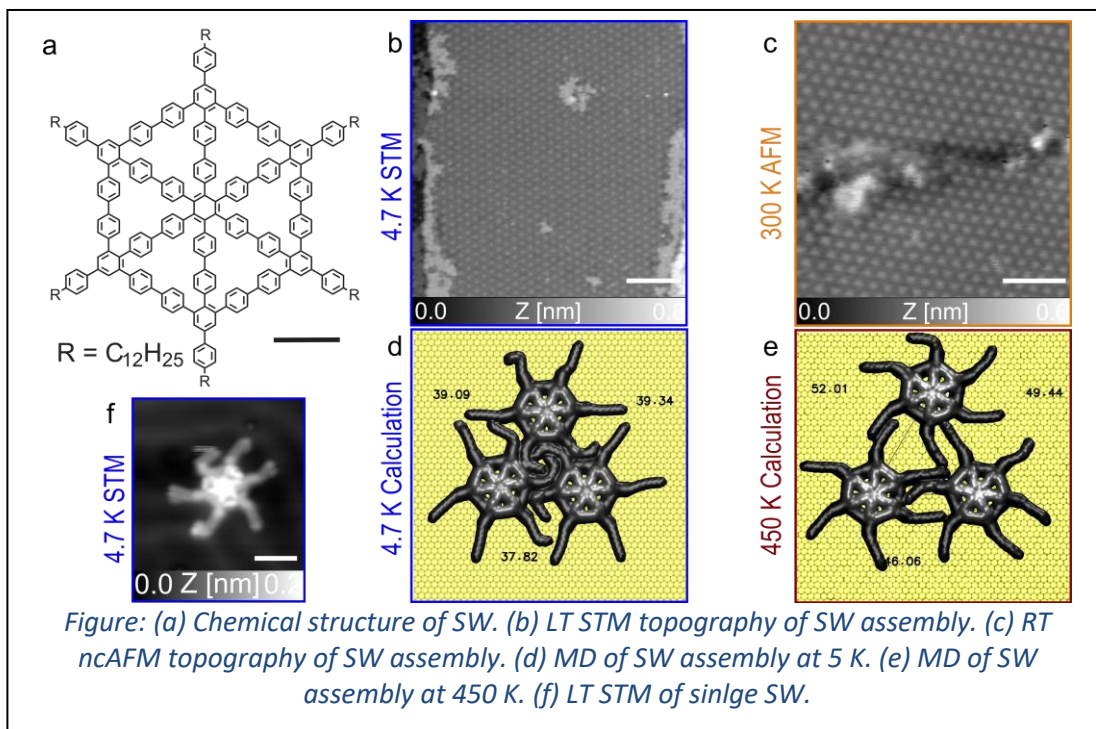 a
R
R
R
R
R
R
R = C₁₂H₂₅
b
4.7 K STM
0.0 Z [nm] 0.
c
300 K AFM
0.0 Z [nm] 0.6
f
4.7 K STM
0.0 Z [nm] 0.2
d
4.7 K Calculation
39.09
39.34
37.82
e
450 K Calculation
52.01
49.44
46.06
Figure: (a) Chemical structure of SW. (b) LT STM topography of SW assembly. (c) RT
ncAFM topography of SW assembly. (d) MD of SW assembly at 5 K. (e) MD of SW
assembly at 450 K. (f) LT STM of sinlge SW.